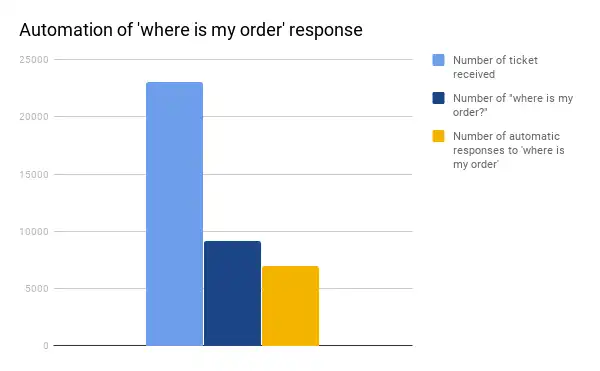 Automation of 'where is my order' response
25000
20000
15000
10000
5000
0
Number of ticket
received
Number of "where is my
order?"
Number of automatic
responses to 'where is
my order'